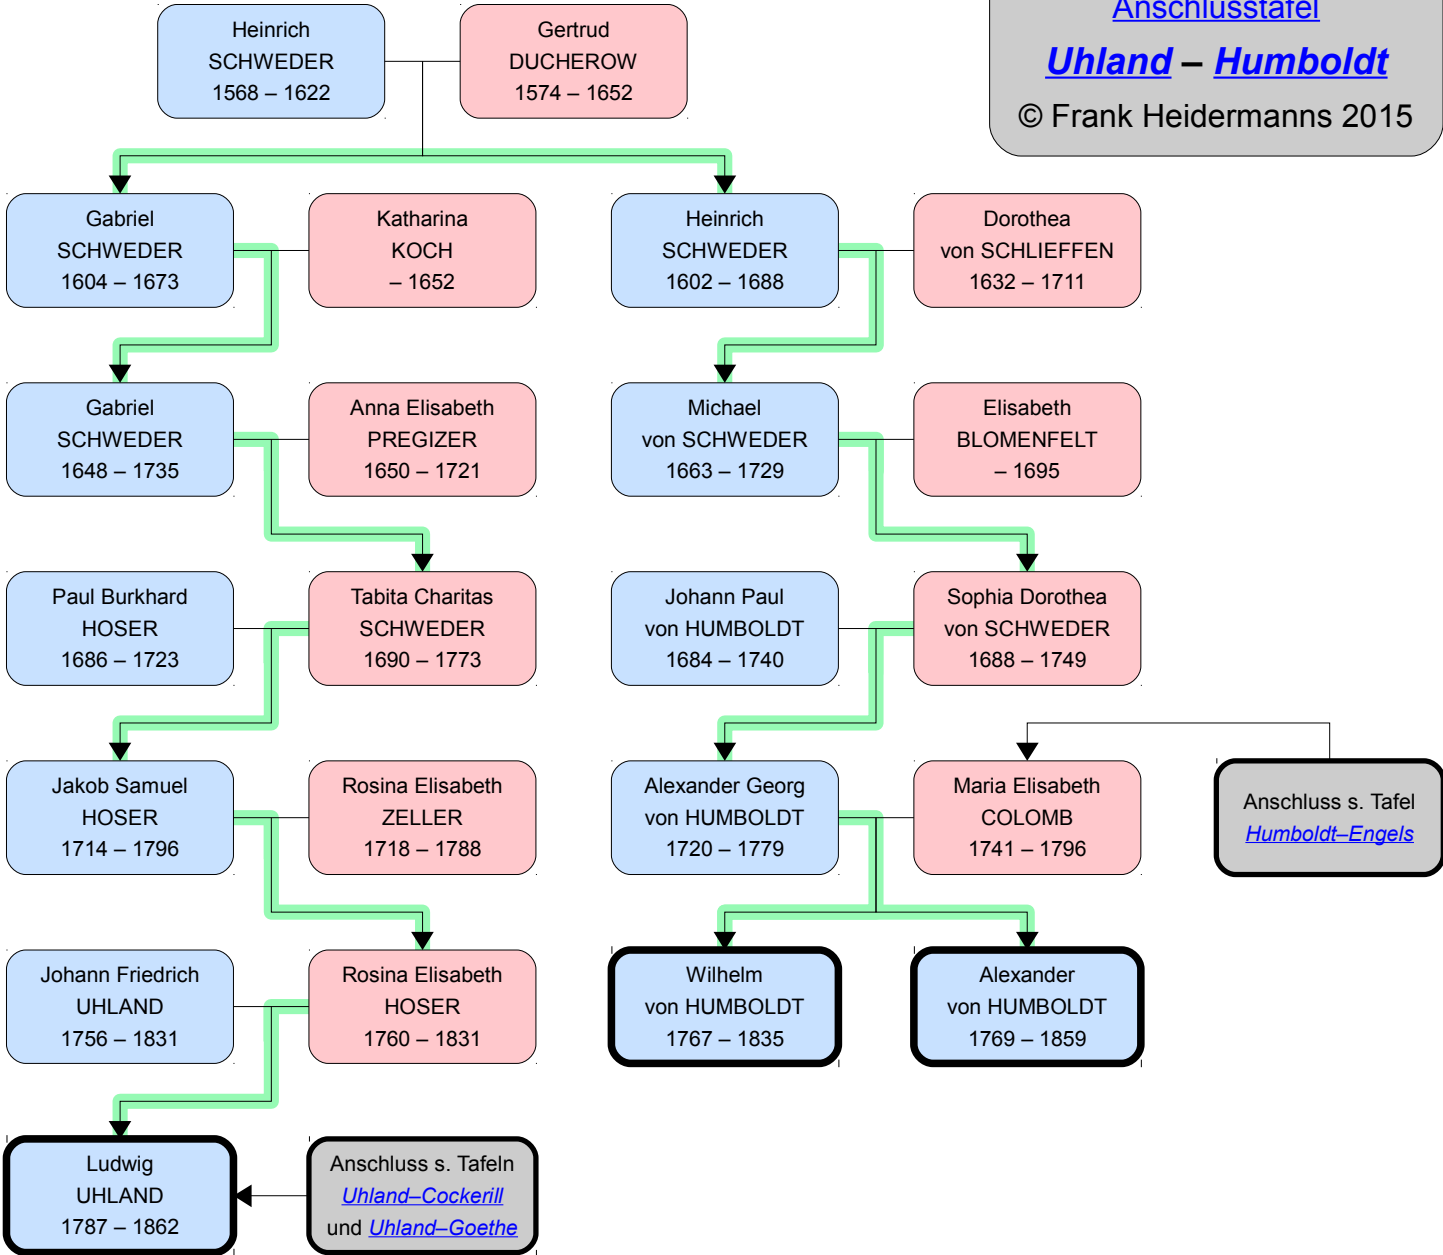 Anschlusstafel
Uhland – Humboldt
© Frank Heidermanns 2015
Heinrich
SCHWEDER
1568 – 1622
Gertrud
DUCHEROW
1574 – 1652
Gabriel
SCHWEDER
1604 – 1673
Katharina
KOCH
– 1652
Heinrich
SCHWEDER
1602 – 1688
Dorothea
von SCHLIEFFEN
1632 – 1711
Gabriel
SCHWEDER
1648 – 1735
Anna Elisabeth
PREGIZER
1650 – 1721
Michael
von SCHWEDER
1663 – 1729
Elisabeth
BLOMENFELT
– 1695
Paul Burkhard
HOSER
1686 – 1723
Tabita Charitas
SCHWEDER
1690 – 1773
Johann Paul
von HUMBOLDT
1684 – 1740
Sophia Dorothea
von SCHWEDER
1688 – 1749
Jakob Samuel
HOSER
1714 – 1796
Rosina Elisabeth
ZELLER
1718 – 1788
Alexander Georg
von HUMBOLDT
1720 – 1779
Maria Elisabeth
COLOMB
1741 – 1796
Anschluss s. Tafel
Humboldt–Engels
Johann Friedrich
UHLAND
1756 – 1831
Rosina Elisabeth
HOSER
1760 – 1831
Wilhelm
von HUMBOLDT
1767 – 1835
Alexander
von HUMBOLDT
1769 – 1859
Ludwig
UHLAND
1787 – 1862
Anschluss s. Tafeln
Uhland–Cockerill
und Uhland–Goethe